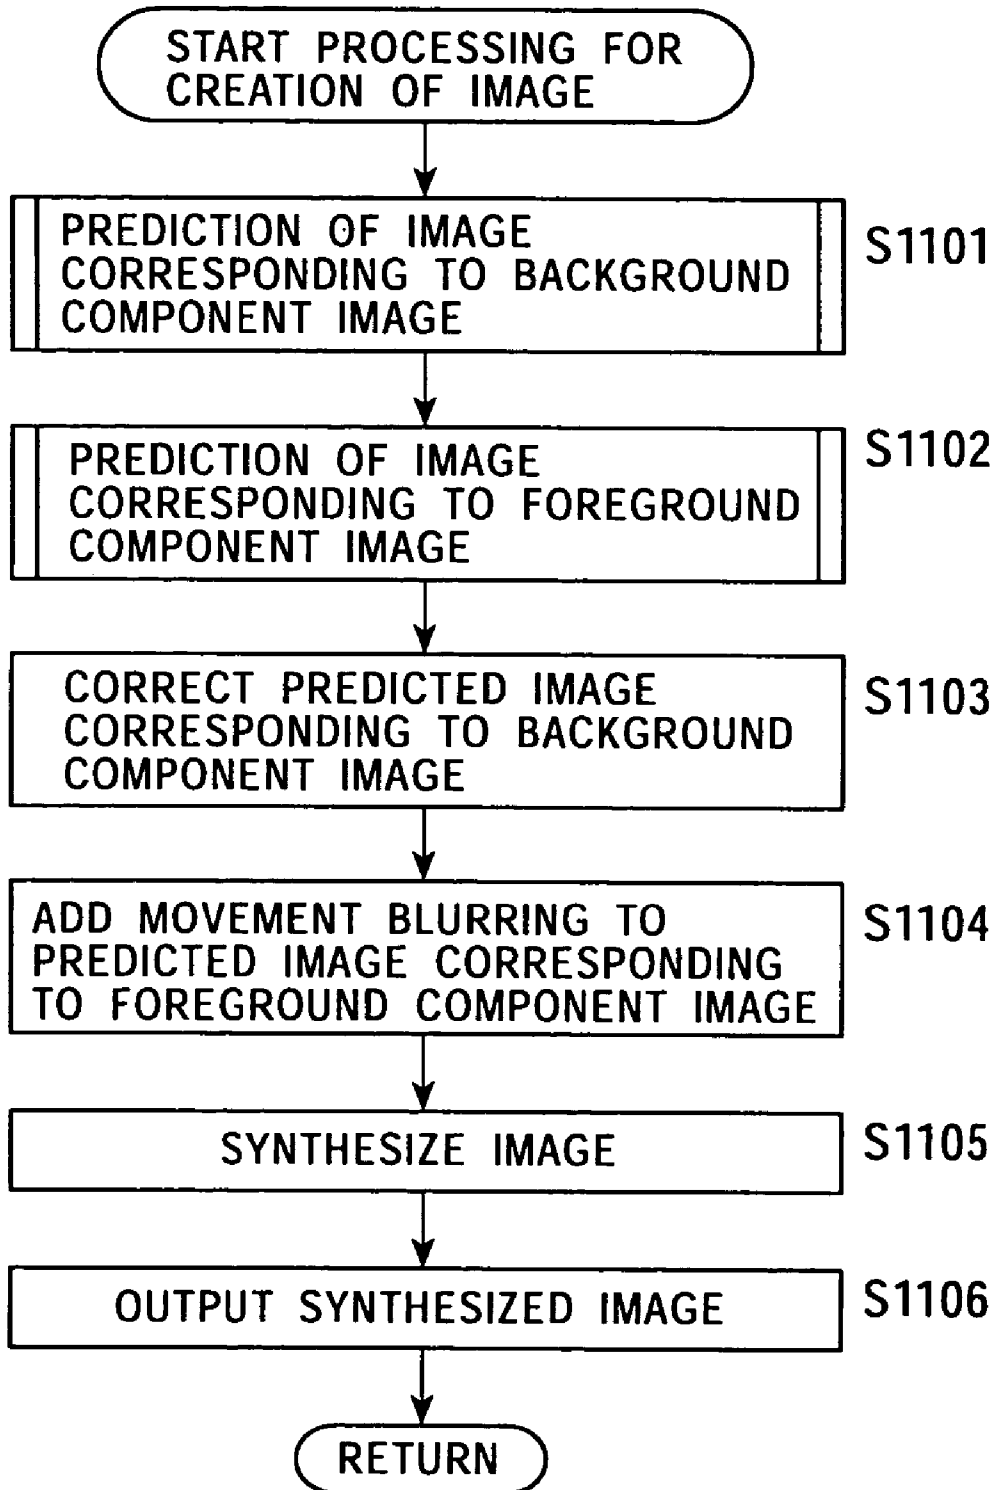 START PROCESSING FOR
CREATION OF IMAGE
PREDICTION OF IMAGE
CORRESPONDING TO BACKGROUND
COMPONENT IMAGE
S1101
PREDICTION OF IMAGE
CORRESPONDING TO FOREGROUND
COMPONENT IMAGE
S1102
CORRECT PREDICTED IMAGE
CORRESPONDING TO BACKGROUND
COMPONENT IMAGE
S1103
ADD MOVEMENT BLURRING TO
PREDICTED IMAGE CORRESPONDING
TO FOREGROUND COMPONENT IMAGE
S1104
SYNTHESIZE IMAGE
S1105
OUTPUT SYNTHESIZED IMAGE
S1106
RETURN